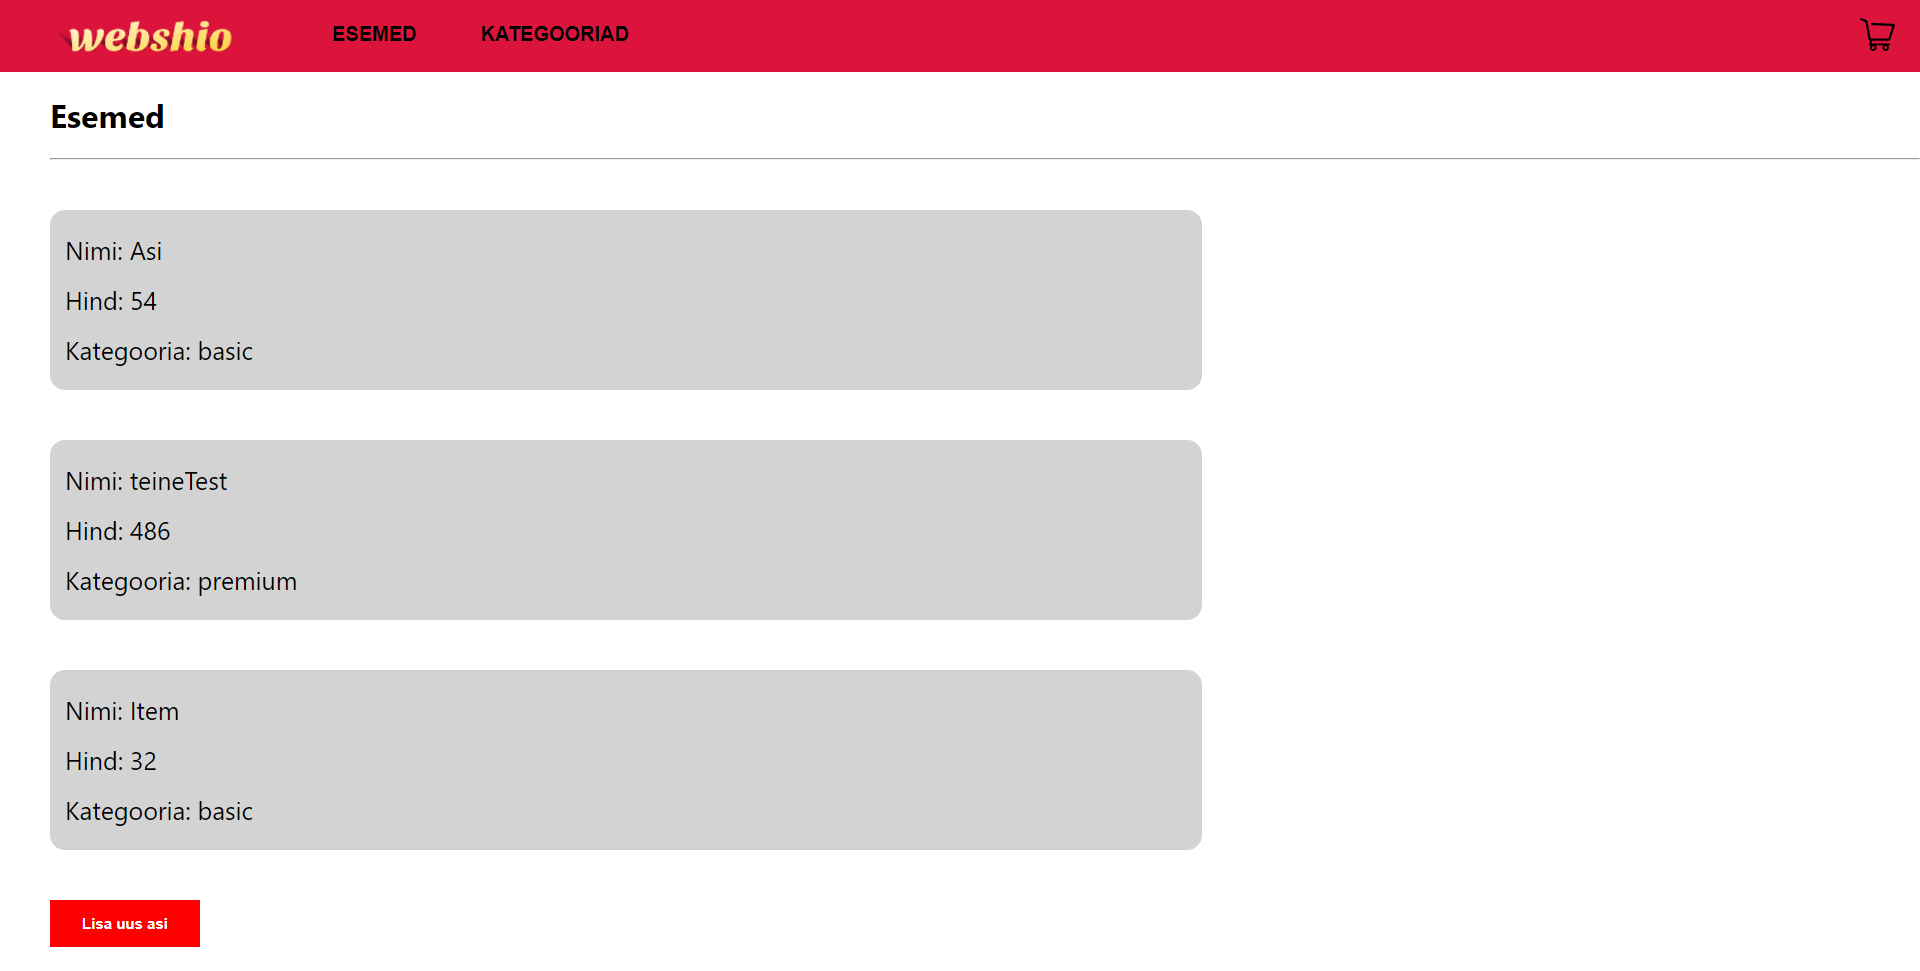 webshio ESEMED KATEGOORIAD
Esemed
Nimi: Asi
Hind: 54
Kategooria: basic
Nimi: teineTest
Hind: 486
Kategooria: premium
Nimi: Item
Hind: 32
Kategooria: basic
Lisa uus asi